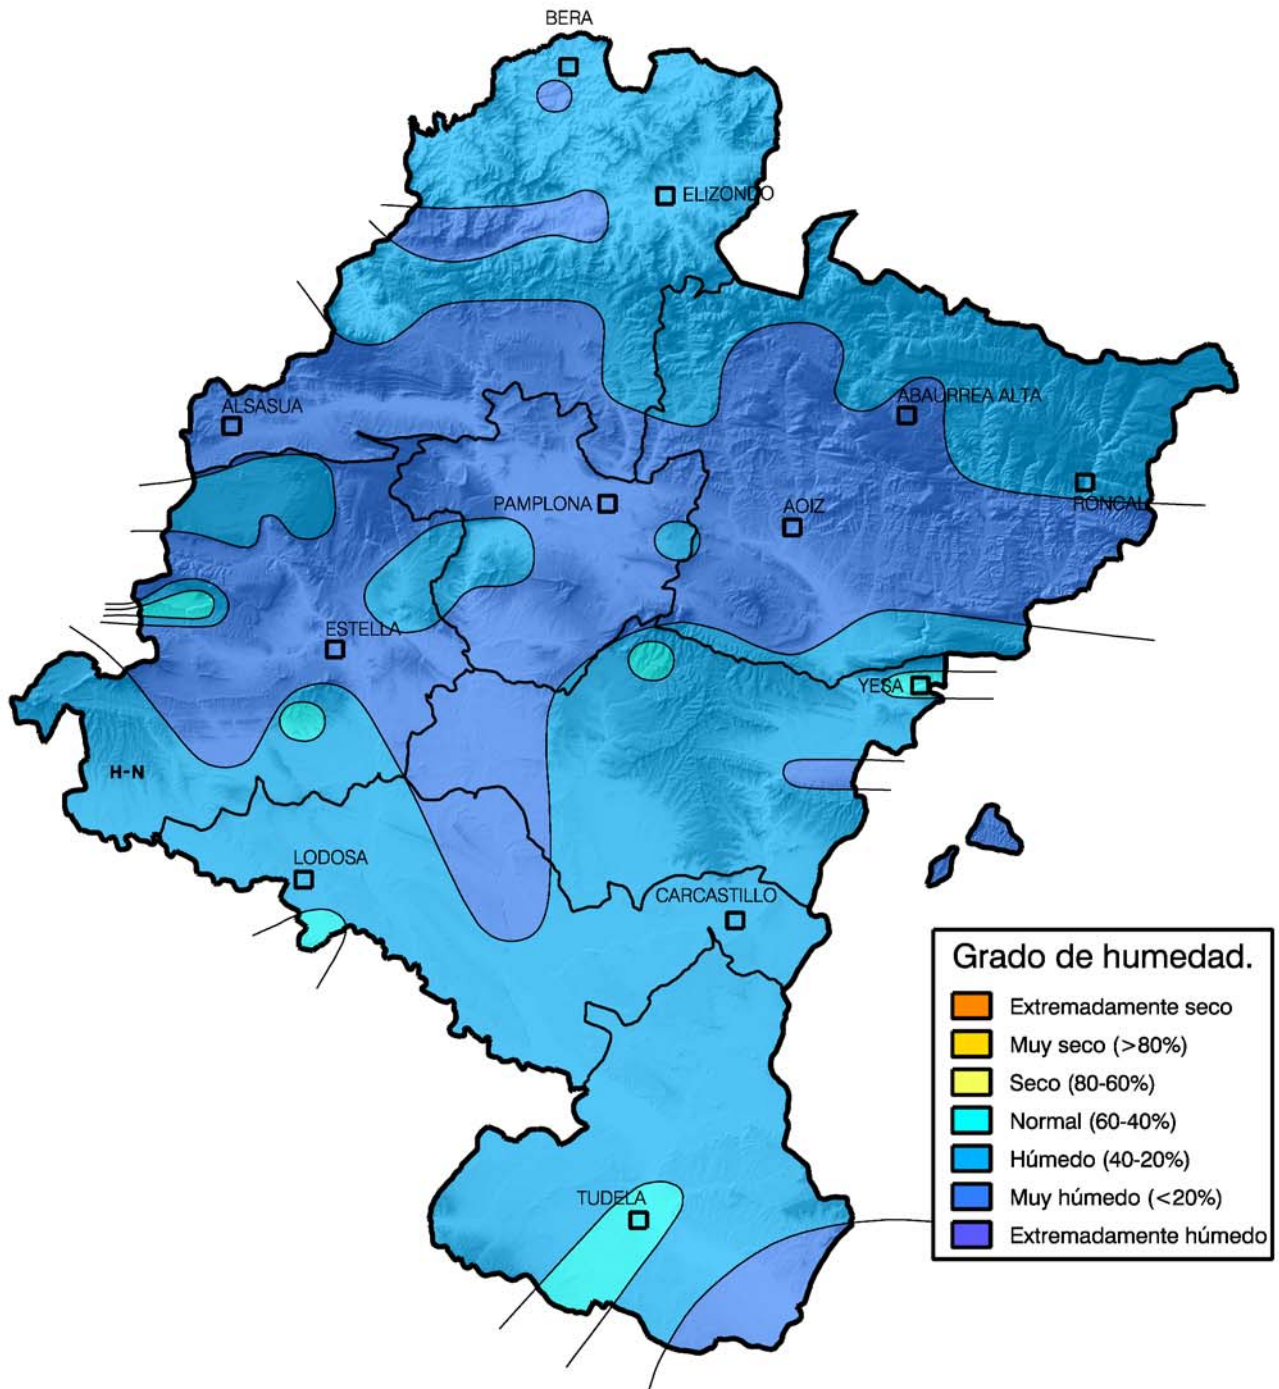 BERA
ELIZONDO
ALSASUA
ABAURREA ALTA
PAMPLONA
AOIZ
RONCAL
ESTELLA
YESA
H-N
LODOSA
CARCASTILLO
TUDELA
Grado de humedad.
Extremadamente seco
Muy seco (>80%)
Seco (80-60%)
Normal (60-40%)
Húmedo (40-20%)
Muy húmedo (<20%)
Extremadamente húmedo